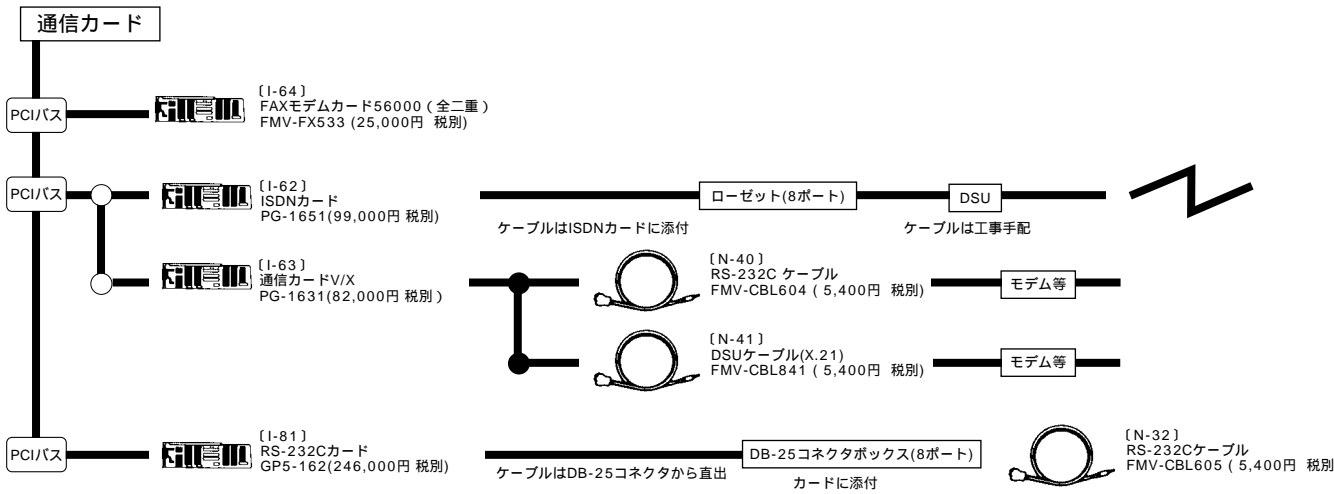 通信カード
PCIバス
〔I-64〕
FAXモデムカード56000（全二重）
FMV-FX533 (25,000円 税別)
PCIバス
〔I-62〕
ISDNカード
PG-1651(99,000円 税別)
ケーブルはISDNカードに添付
ローゼット(8ポート)
DSU
ケーブルは工事手配
〔I-63〕
通信カードV/X
PG-1631(82,000円 税別）
〔N-40〕
RS-232C ケーブル
FMV-CBL604 ( 5,400円 税別)
モデム等
〔N-41〕
DSUケーブル(X.21)
FMV-CBL841 ( 5,400円 税別)
モデム等
PCIバス
〔I-81〕
RS-232Cカード
GP5-162(246,000円 税別)
ケーブルはDB-25コネクタから直出
DB-25コネクタボックス(8ポート)
カードに添付
〔N-32〕
RS-232Cケーブル
FMV-CBL605 ( 5,400円 税別